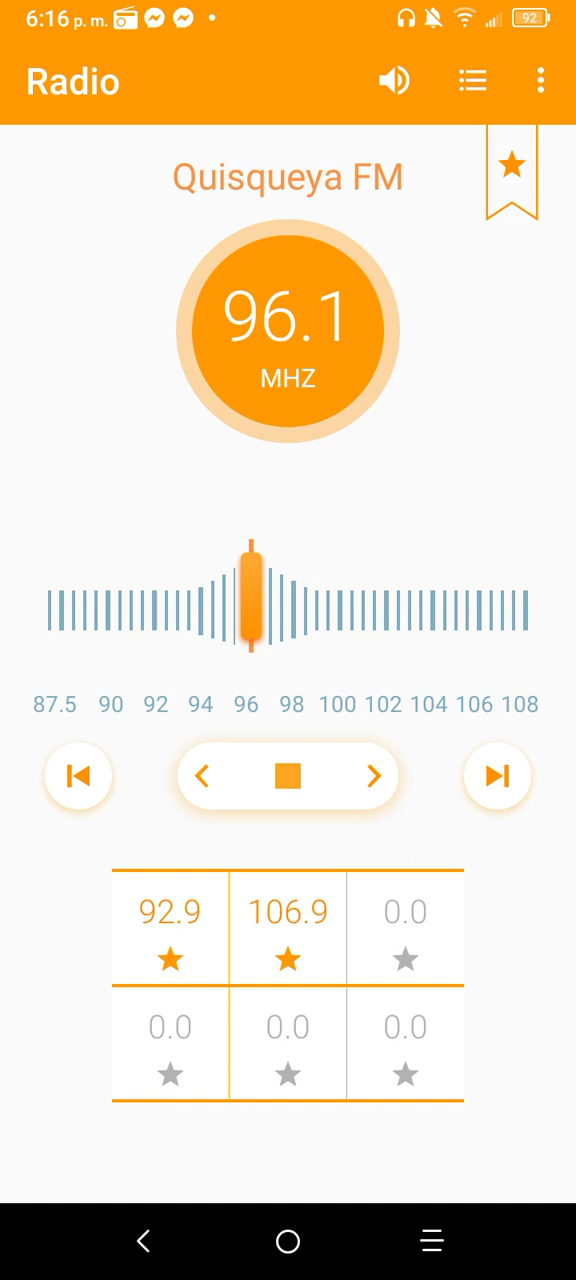 6:16 p. m. 92
Radio
Quisqueya FM
96.1
MHZ
87.5 90 92 94 96 98 100 102 104 106 108
92.9 106.9 0.0
0.0 0.0 0.0